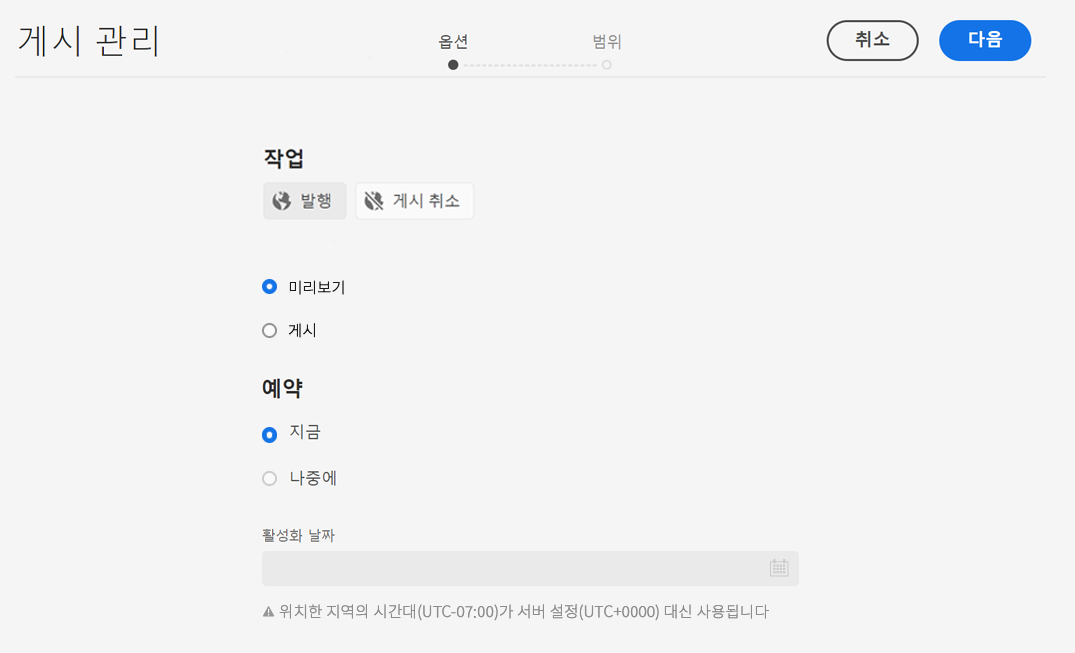 게시 관리
옵션
범위
취소
다음
작업
발행
게시 취소
미리보기
게시
예약
지금
나중에
활성화 날짜
위치한 지역의 시간대(UTC-07:00)가 서버 설정(UTC+0000) 대신 사용됩니다